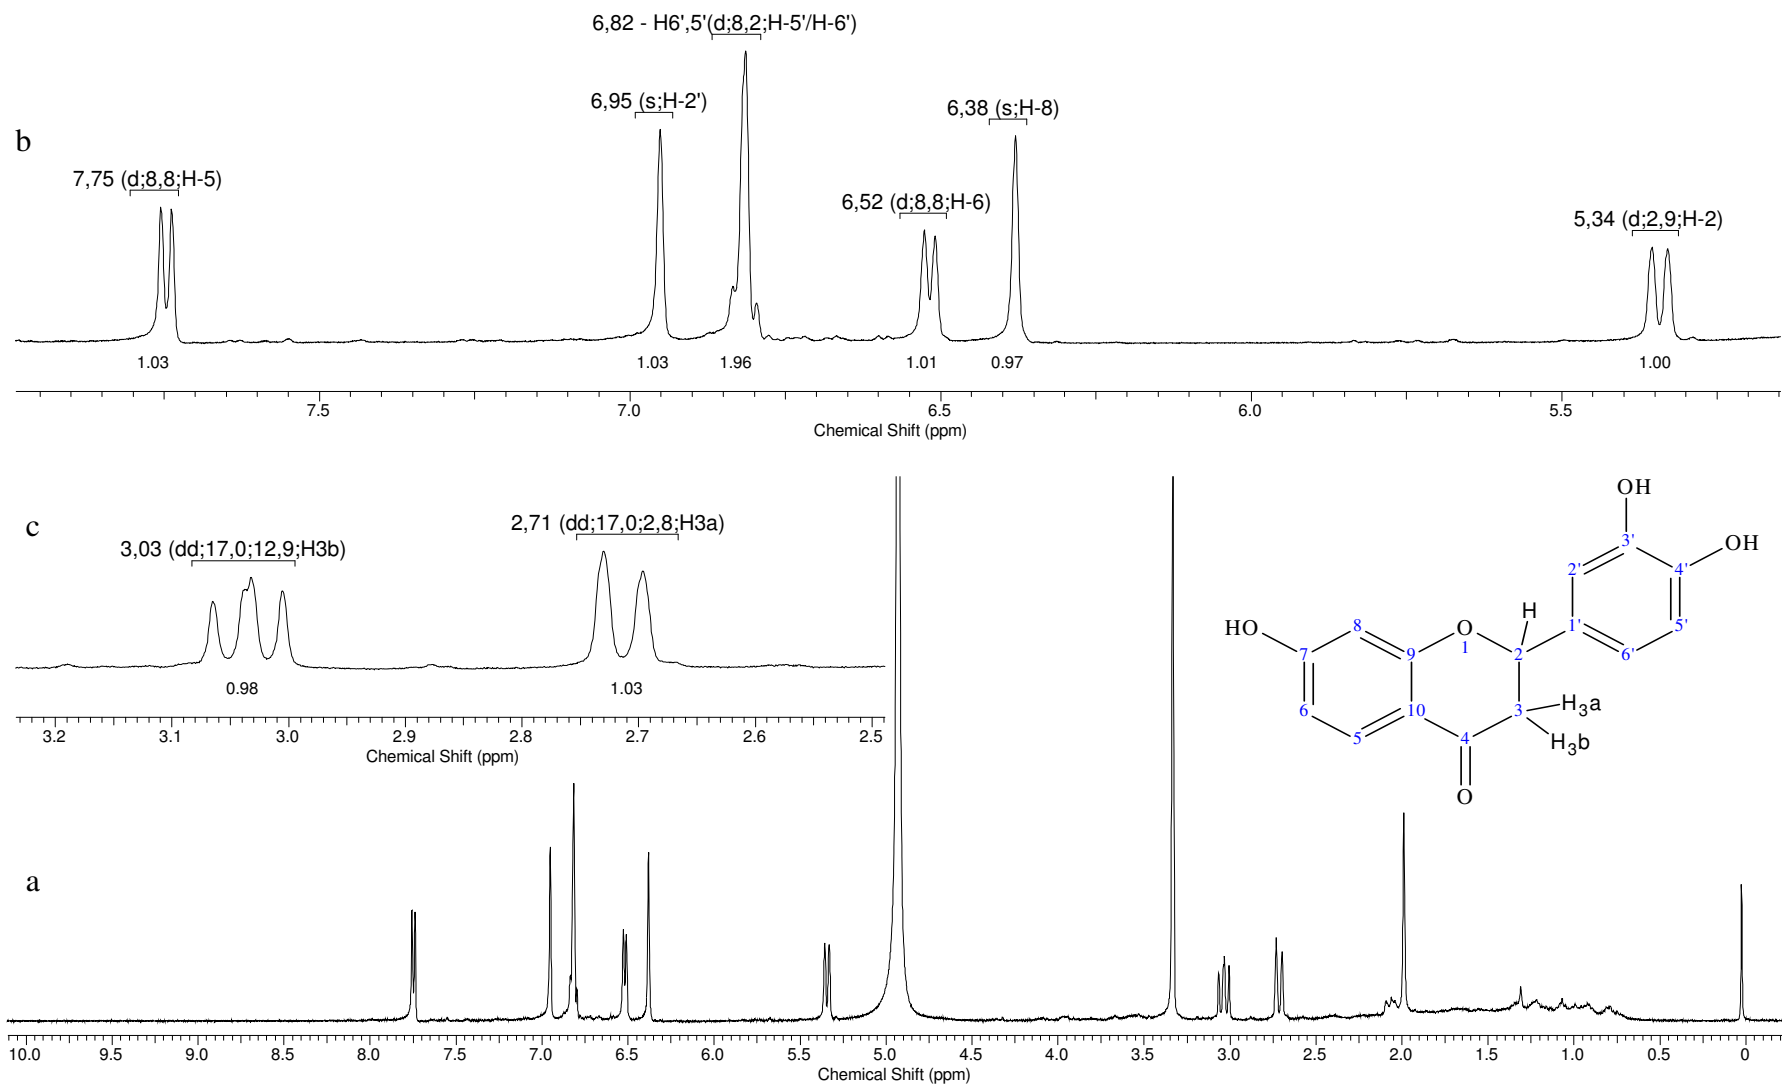 6,82 - H6',5'(d;8,2;H-5'/H-6')
6,95 (s;H-2')
6,38 (s;H-8)
b
7,75 (d;8,8;H-5)
6,52 (d;8,8;H-6)
5,34 (d;2,9;H-2)
1.03 1.03 1.96 1.01 0.97 1.00
7.5 7.0 6.5 6.0 5.5
Chemical Shift (ppm)
c
2,71 (dd;17,0;2,8;H3a)
3,03 (dd;17,0;12,9;H3b)
0.98 1.03
3.2 3.1 3.0 2.9 2.8 2.7 2.6 2.5
Chemical Shift (ppm)
OH
3'
OH
2' 4'
H
HO 8 O 1' 5'
1
7 9 2 6'
6 10 3 H3a
5 4 H3b
O
a
10.0 9.5 9.0 8.5 8.0 7.5 7.0 6.5 6.0 5.5 5.0 4.5 4.0 3.5 3.0 2.5 2.0 1.5 1.0 0.5 0
Chemical Shift (ppm)